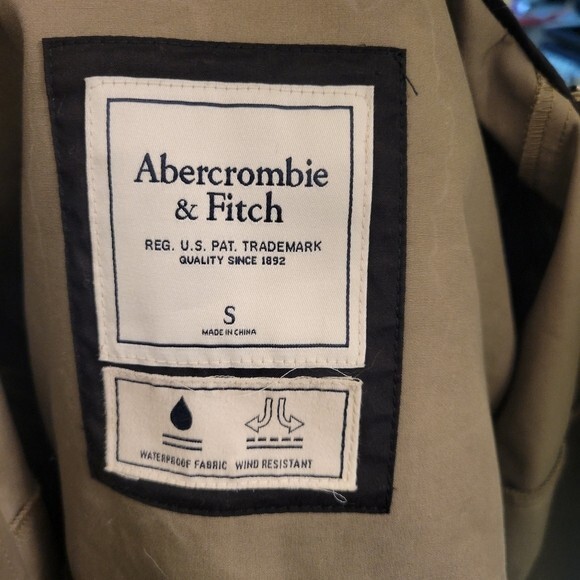 Abercrombie
& Fitch
REG. U.S. PAT. TRADEMARK
QUALITY SINCE 1892
S
MADE IN CHINA
WATERPROOF FABRIC WIND RESISTANT